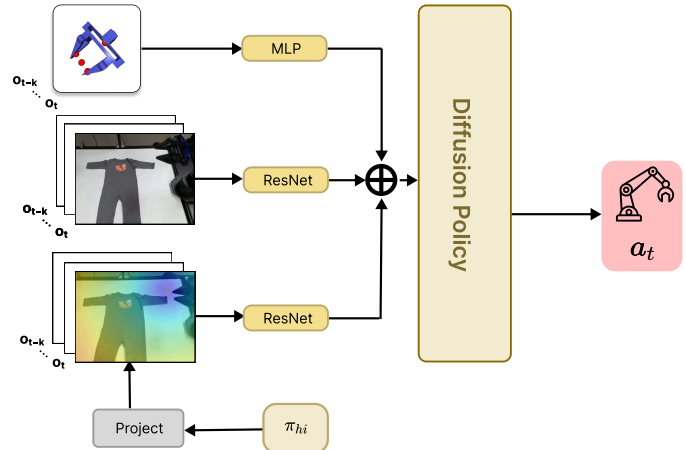 MLP
o_{t-k}
...
o_t
ResNet
o_{t-k}
...
o_t
Diffusion Policy
a_t
ResNet
o_{t-k}
...
o_t
Project
π_{hi}